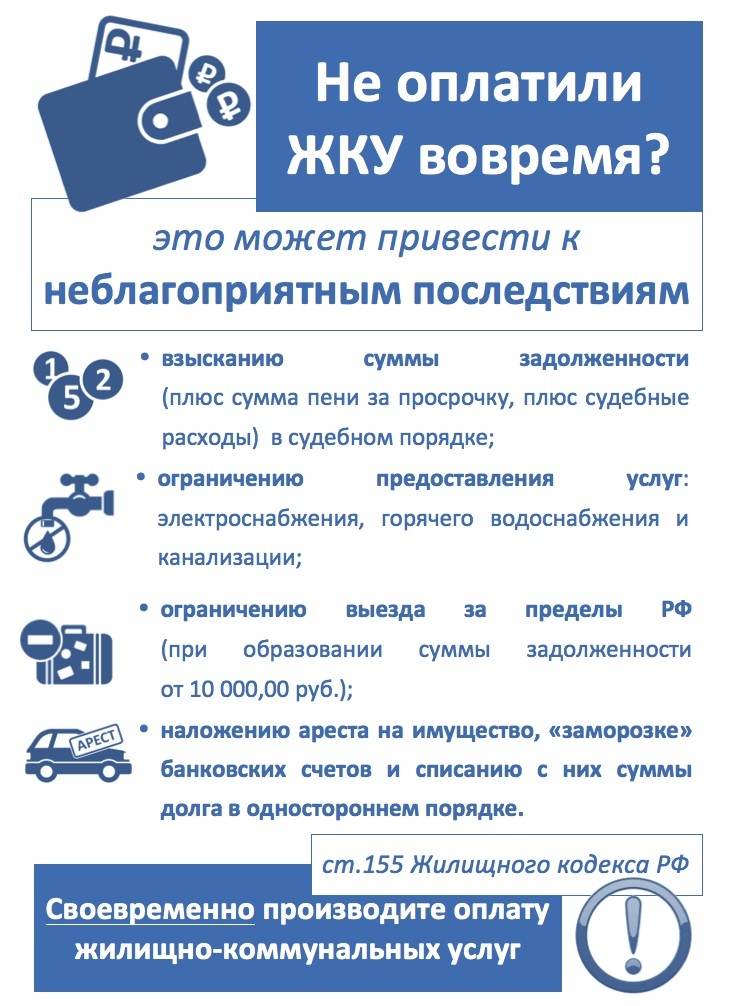 Не оплатили
ЖКУ вовремя?
это может привести к
неблагоприятным последствиям
1 5 2
• взысканию суммы задолженности
(плюс сумма пени за просрочку, плюс судебные
расходы) в судебном порядке;
• ограничению предоставления услуг:
электроснабжения, горячего водоснабжения и
канализации;
• ограничению выезда за пределы РФ
(при образовании суммы задолженности
от 10 000,00 руб.);
АРЕСТ
• наложению ареста на имущество, «заморозке»
банковских счетов и списанию с них суммы
долга в одностороннем порядке.
ст.155 Жилищного кодекса РФ
Своевременно производите оплату
жилищно-коммунальных услуг